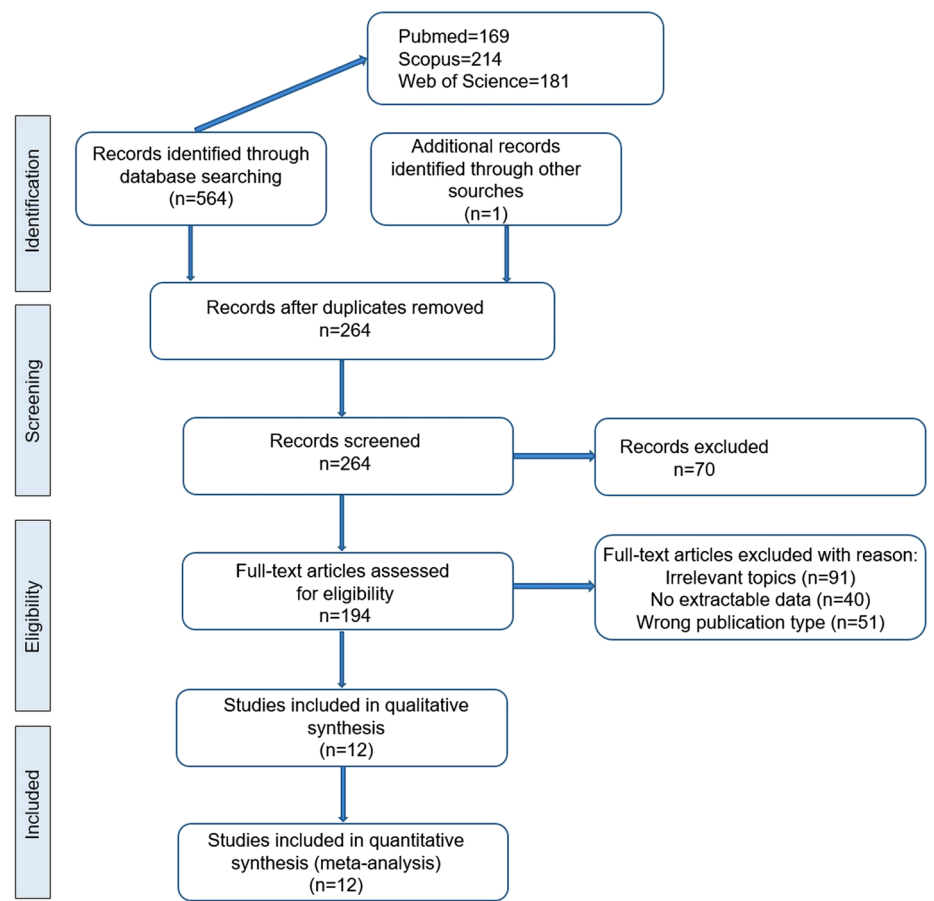 Pubmed=169
Scopus=214
Web of Science=181
Identification
Records identified through
database searching
(n=564)
Additional records
identified through other
sourches
(n=1)
Records after duplicates removed
n=264
Screening
Records screened
n=264
Records excluded
n=70
Eligibility
Full-text articles assessed
for eligibility
n=194
Full-text articles excluded with reason:
Irrelevant topics (n=91)
No extractable data (n=40)
Wrong publication type (n=51)
Studies included in qualitative
synthesis
(n=12)
Included
Studies included in quantitative
synthesis (meta-analysis)
(n=12)